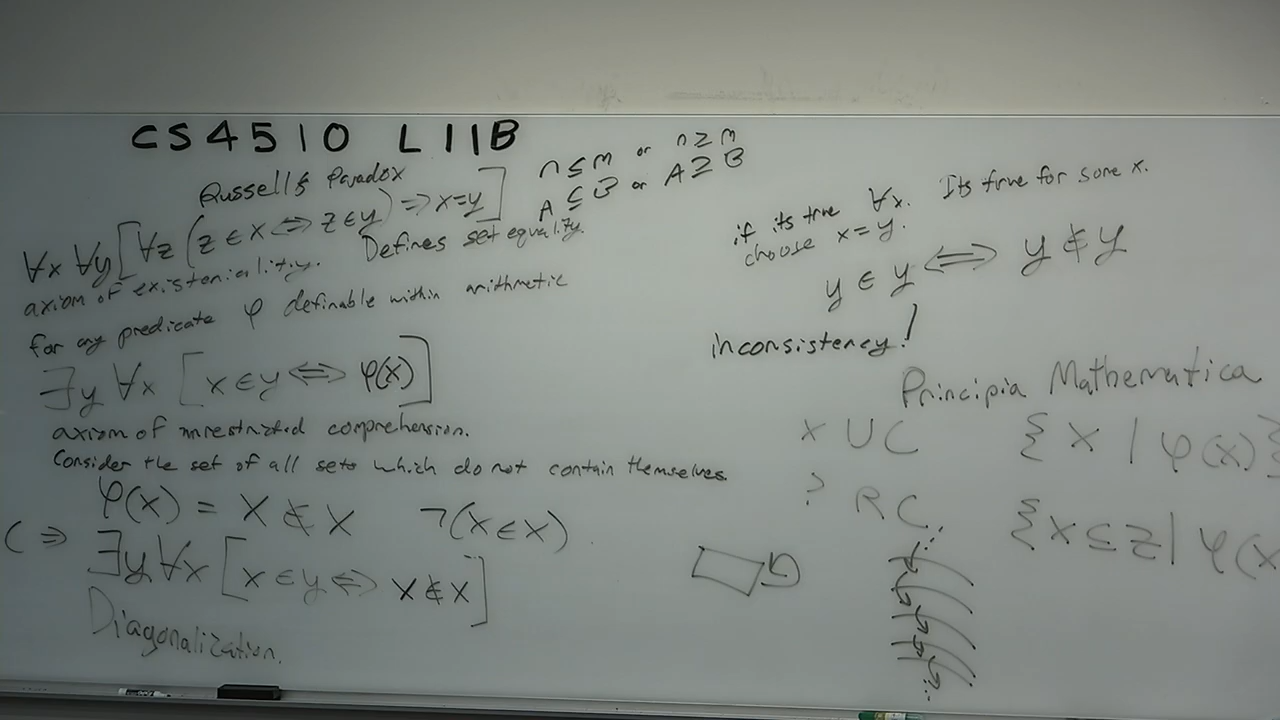 CS4510 L11B
Russell's Paradox
n ≤ m or n ≥ m
A ≤ B or A ≥ B
∀x ∀y [∀z (z ∈ x ⟺ z ∈ y) ⟹ x=y]
axiom of existeniality. Defines set equality.
for any predicate φ definable within arithmetic
∃y ∀x [x ∈ y ⟺ φ(x)]
axiom of unrestricted comprehension.
Consider the set of all sets which do not contain themselves
φ(x) = x ∉ x ¬(x ∈ x)
(⇒ ∃y ∀x [x ∈ y ⟺ x ∉ x]
Diagonalization.
if its true ∀x. Its true for some x.
choose x=y.
y ∈ y ⟺ y ∉ y
inconsistency!
Principia Mathematica
x UC {x | φ(x)}
? RC. {x ⊆ z | φ(x
G